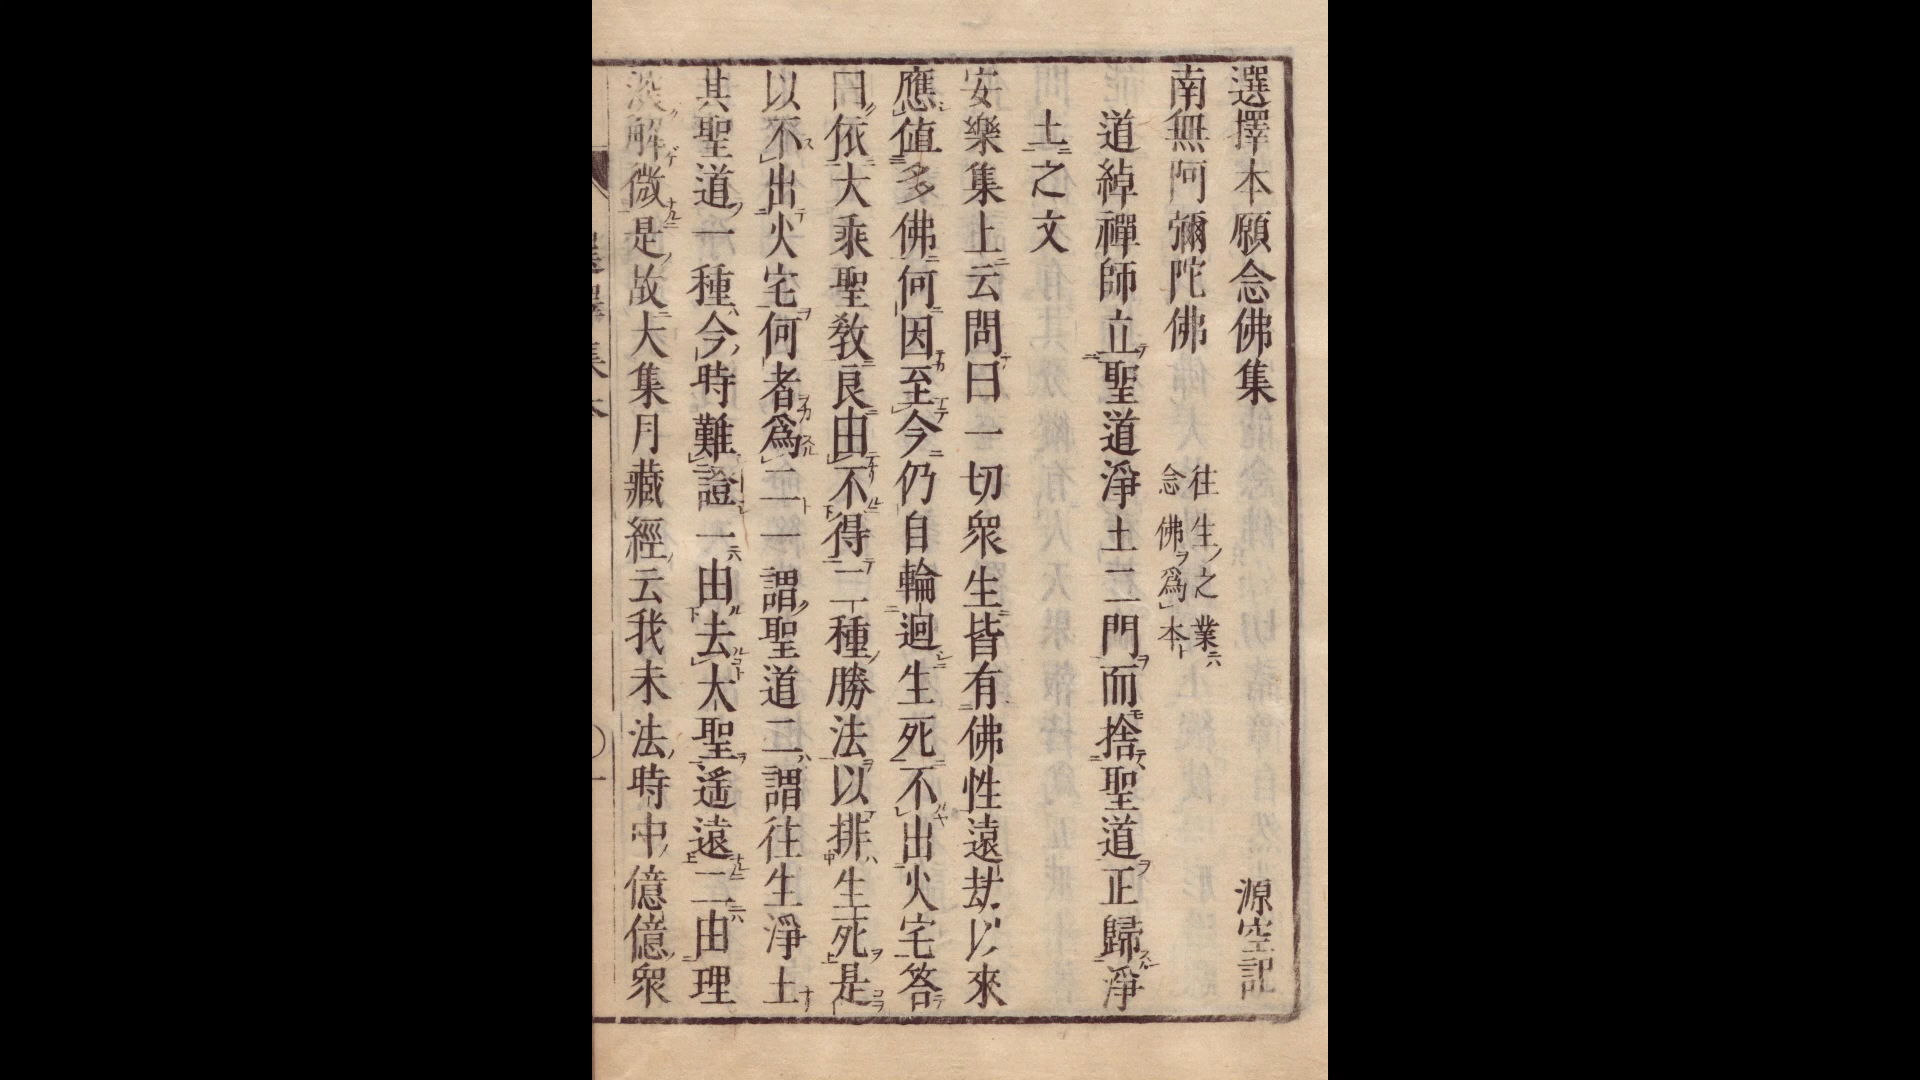 選擇本願念佛集 源空記
南無阿彌陀佛 往生之業
念佛爲本
道綽禪師立聖道淨土二門而捨聖道正歸淨
土之文
安樂集上云問曰一切衆生皆有佛性遠劫以來
應值多佛何因至今仍自輪迴生死不出火宅答
曰依大乘聖教良由不得二種勝法以排生死是
以不出火宅何者爲二一謂聖道二謂往生淨土
其聖道一種今時難證一由去大聖遙遠二由理
深解微是故大集月藏經云我末法時中億億衆